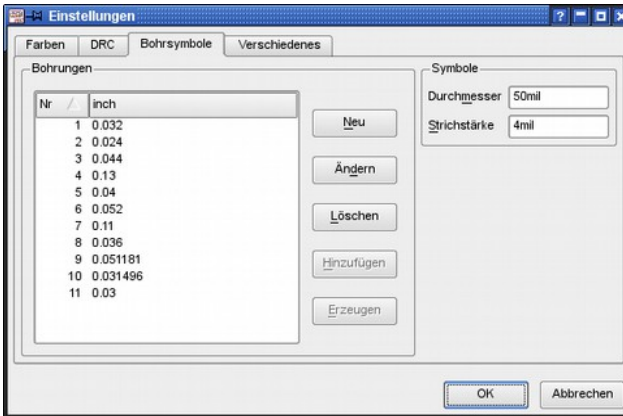 Einstellungen
Farben DRC Bohrsymbole Verschiedenes
Bohrungen
Nr inch
1 0.032
2 0.024
3 0.044
4 0.13
5 0.04
6 0.052
7 0.11
8 0.036
9 0.051181
10 0.031496
11 0.03
Neu
Ändern
Löschen
Hinzufügen
Erzeugen
Symbole
Durchmesser 50mil
Strichstärke 4mil
OK Abbrechen